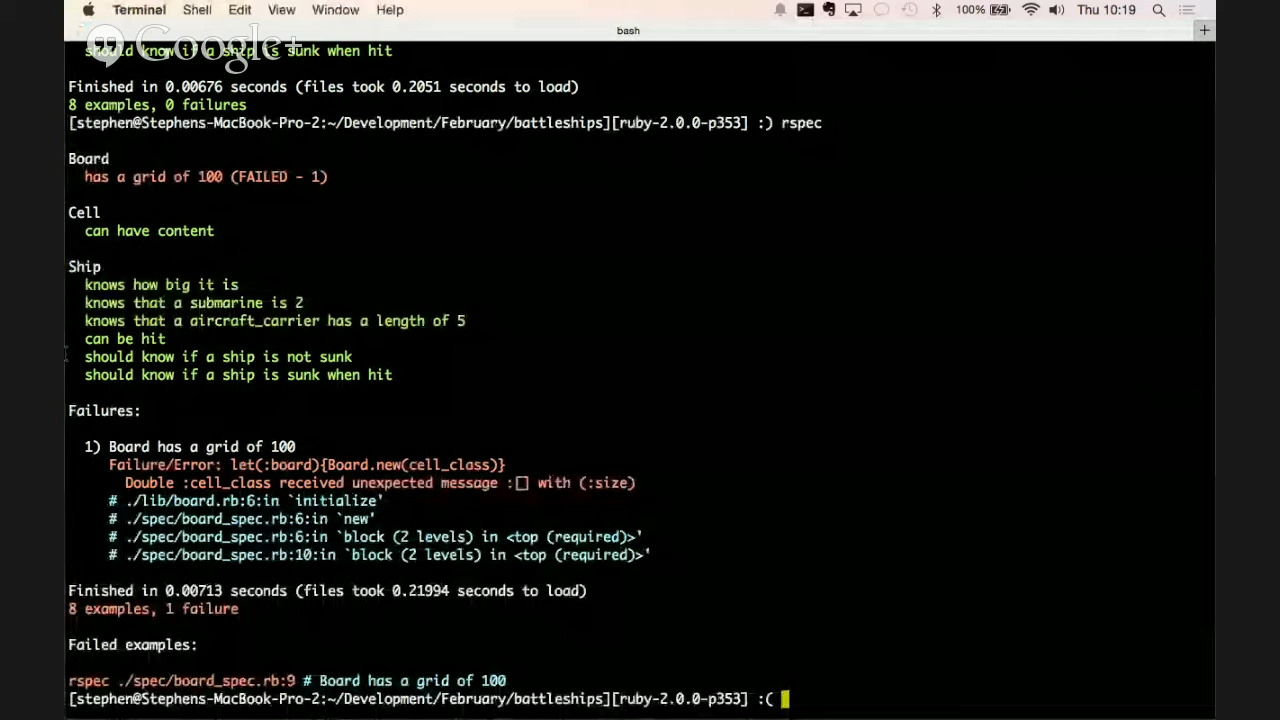 Terminal Shell Edit View Window Help 100% Thu 10:19
bash
Google+
should know if a ship is sunk when hit
Finished in 0.00676 seconds (files took 0.2051 seconds to load)
8 examples, 0 failures
[stephen@Stephens-MacBook-Pro-2:~/Development/February/battleships][ruby-2.0.0-p353] :) rspec
Board
has a grid of 100 (FAILED - 1)
Cell
can have content
Ship
knows how big it is
knows that a submarine is 2
knows that a aircraft_carrier has a length of 5
can be hit
should know if a ship is not sunk
should know if a ship is sunk when hit
Failures:
1) Board has a grid of 100
Failure/Error: let(:board){Board.new(cell_class)}
Double :cell_class received unexpected message :[] with (:size)
# ./lib/board.rb:6:in `initialize'
# ./spec/board_spec.rb:6:in `new'
# ./spec/board_spec.rb:6:in `block (2 levels) in <top (required)>'
# ./spec/board_spec.rb:10:in `block (2 levels) in <top (required)>'
Finished in 0.00713 seconds (files took 0.21994 seconds to load)
8 examples, 1 failure
Failed examples:
rspec ./spec/board_spec.rb:9 # Board has a grid of 100
[stephen@Stephens-MacBook-Pro-2:~/Development/February/battleships][ruby-2.0.0-p353] :(